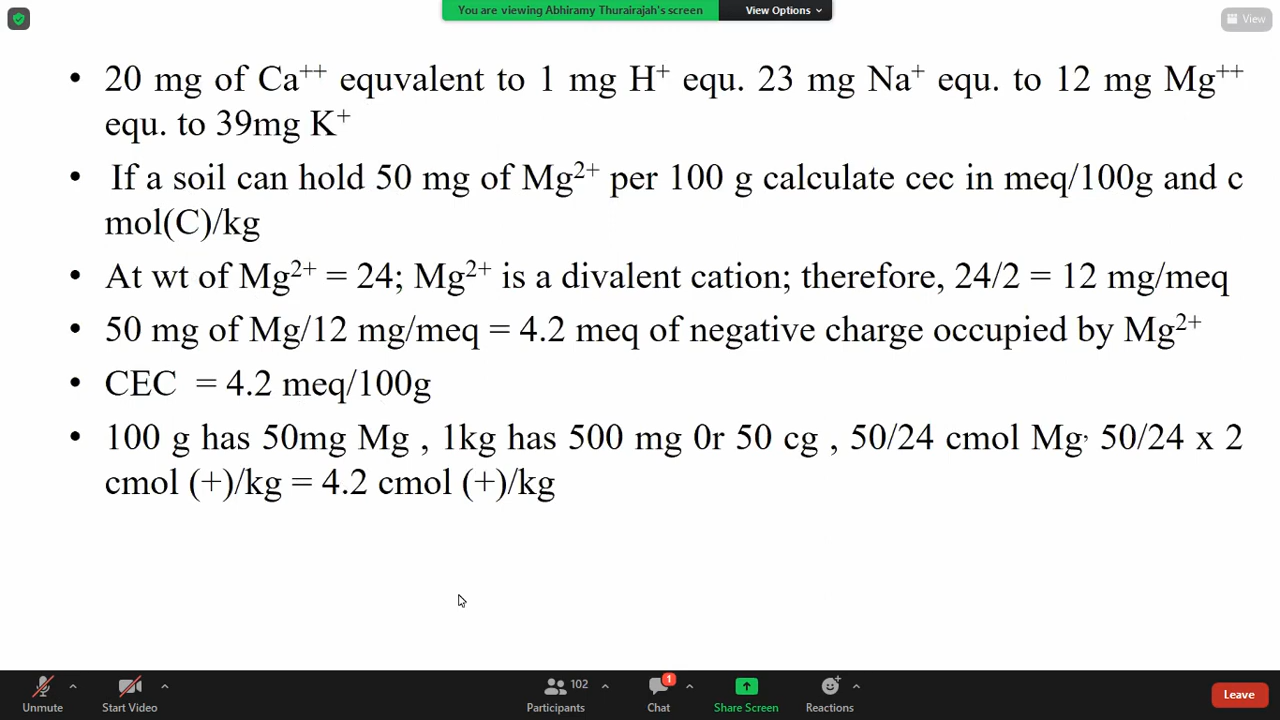 You are viewing Abhiramy Thurairajah's screen
View Options
View
• 20 mg of Ca⁺⁺ equvalent to 1 mg H⁺ equ. 23 mg Na⁺ equ. to 12 mg Mg⁺⁺
equ. to 39mg K⁺
• If a soil can hold 50 mg of Mg²⁺ per 100 g calculate cec in meq/100g and c
mol(C)/kg
• At wt of Mg²⁺ = 24; Mg²⁺ is a divalent cation; therefore, 24/2 = 12 mg/meq
• 50 mg of Mg/12 mg/meq = 4.2 meq of negative charge occupied by Mg²⁺
• CEC = 4.2 meq/100g
• 100 g has 50mg Mg , 1kg has 500 mg 0r 50 cg , 50/24 cmol Mg, 50/24 x 2
cmol (+)/kg = 4.2 cmol (+)/kg
102
1
Unmute
Start Video
Participants
Chat
Share Screen
Reactions
Leave